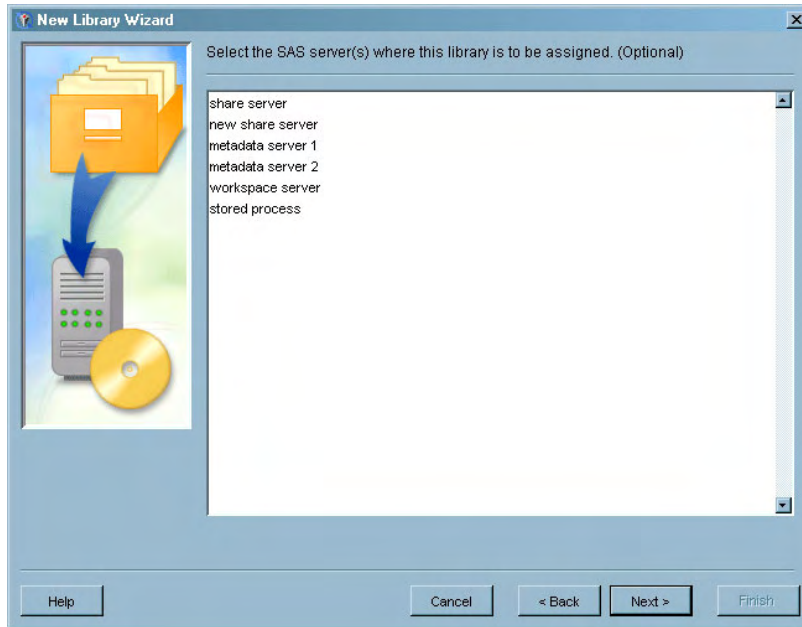 New Library Wizard
Select the SAS server(s) where this library is to be assigned. (Optional)
share server
new share server
metadata server 1
metadata server 2
workspace server
stored process
Help
Cancel
< Back
Next >
Finish